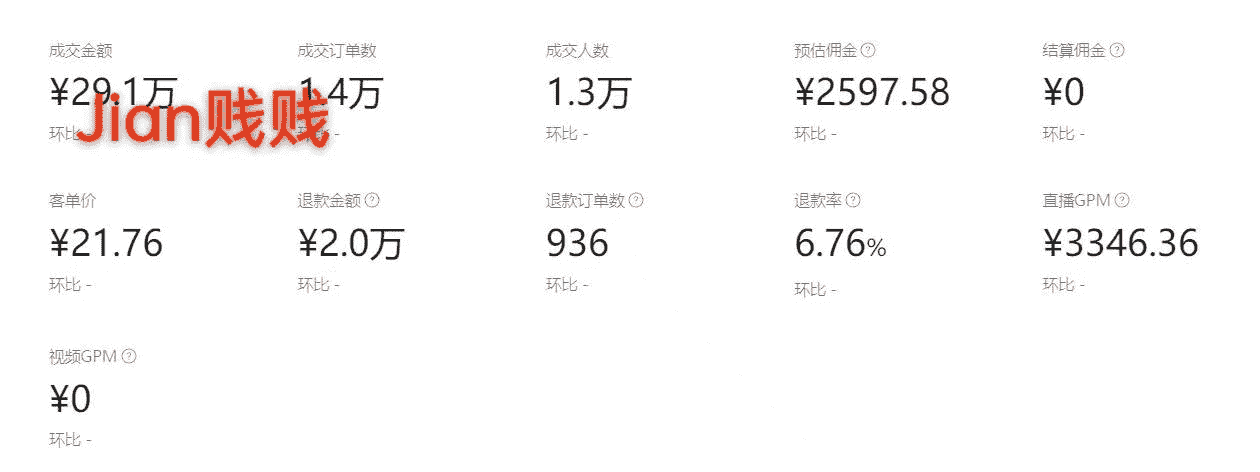 成交金额 成交订单数 成交人数 预估佣金? 结算佣金?
¥29.1万 1.4万 1.3万 ¥2597.58 ¥0
Jian贱贱
环比 - 环比 - 环比 - 环比 - 环比 -
客单价 退款金额? 退款订单数? 退款率? 直播GPM?
¥21.76 ¥2.0万 936 6.76% ¥3346.36
环比 - 环比 - 环比 - 环比 - 环比 -
视频GPM?
¥0
环比 -